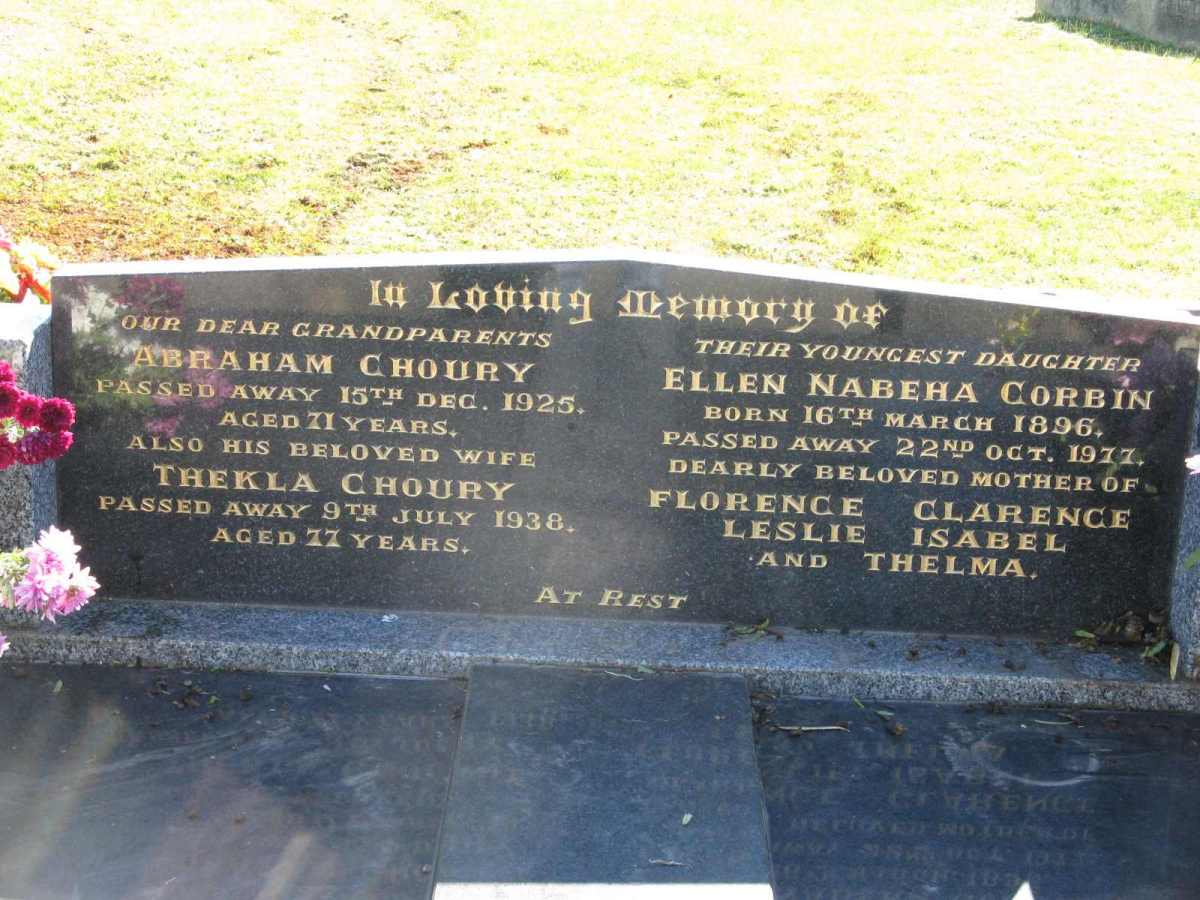 In Loving Memory of
OUR DEAR GRANDPARENTS
ABRAHAM CHOURY
PASSED AWAY 15TH DEC. 1925.
AGED 71 YEARS.
ALSO HIS BELOVED WIFE
THEKLA CHOURY
PASSED AWAY 9TH JULY 1938.
AGED 77 YEARS.
THEIR YOUNGEST DAUGHTER
ELLEN NABEHA CORBIN
BORN 16TH MARCH 1896.
PASSED AWAY 22ND OCT. 1977.
DEARLY BELOVED MOTHER OF
FLORENCE CLARENCE
LESLIE ISABEL
AND THELMA.
AT REST